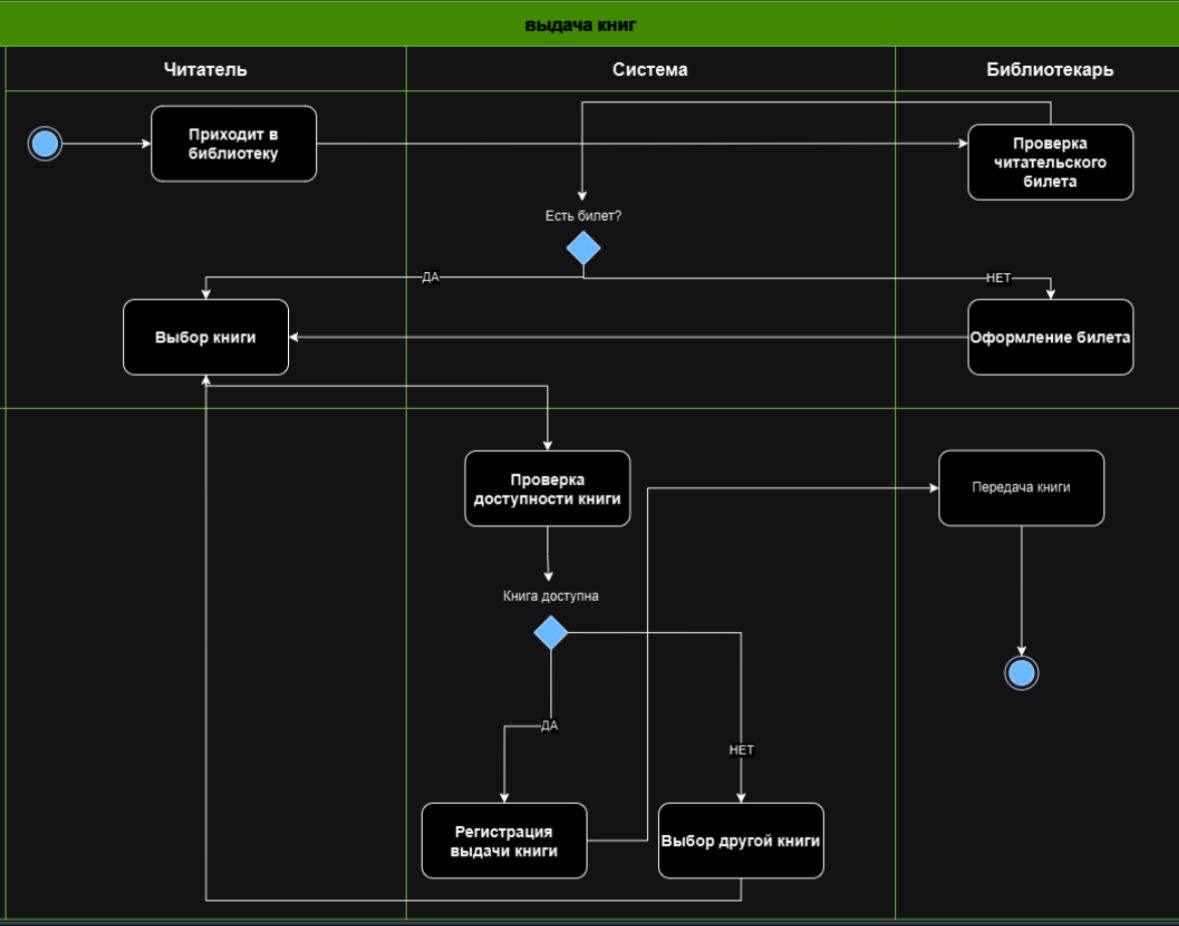 выдача книг
Читатель
Система
Библиотекарь
Приходит в
библиотеку
Проверка
читательского
билета
Есть билет?
ДА
НЕТ
Выбор книги
Оформление билета
Проверка
доступности книги
Передача книги
Книга доступна
ДА
НЕТ
Регистрация
выдачи книги
Выбор другой книги